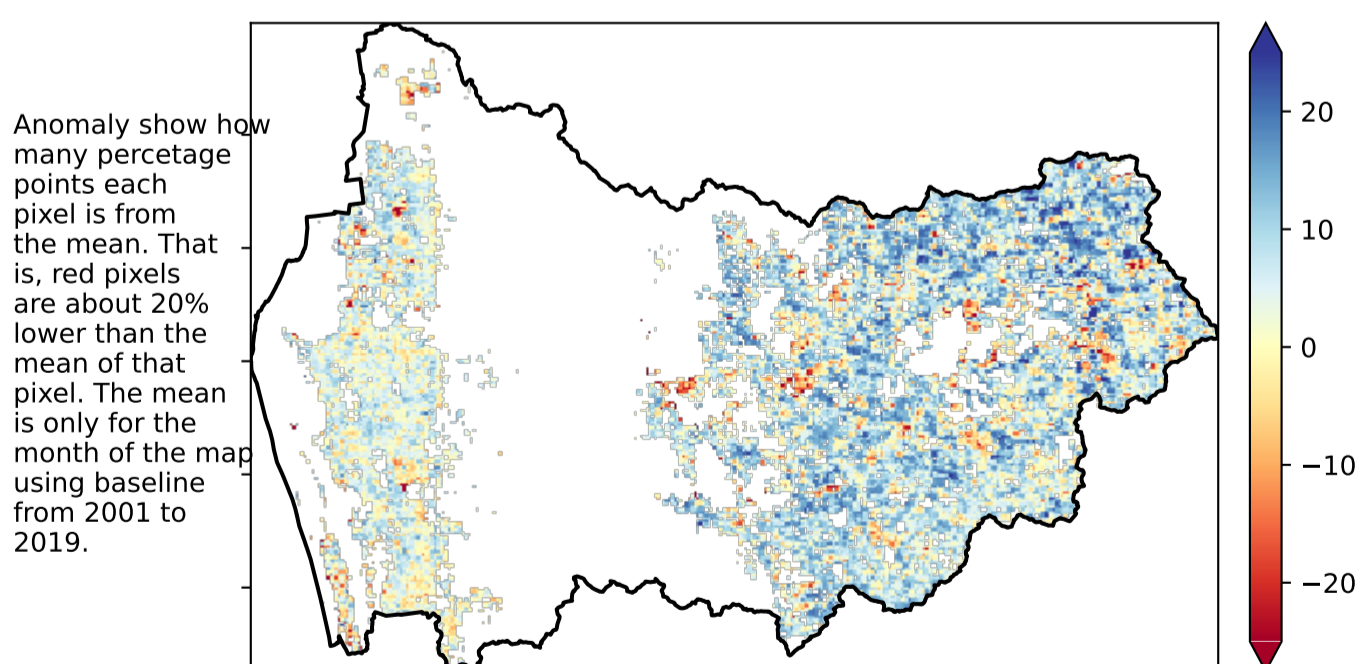 Anomaly show how
many percetage
points each
pixel is from
the mean. That
is, red pixels
are about 20%
lower than the
mean of that
pixel. The mean
is only for the
month of the map
using baseline
from 2001 to
2019.
20
10
0
−10
−20